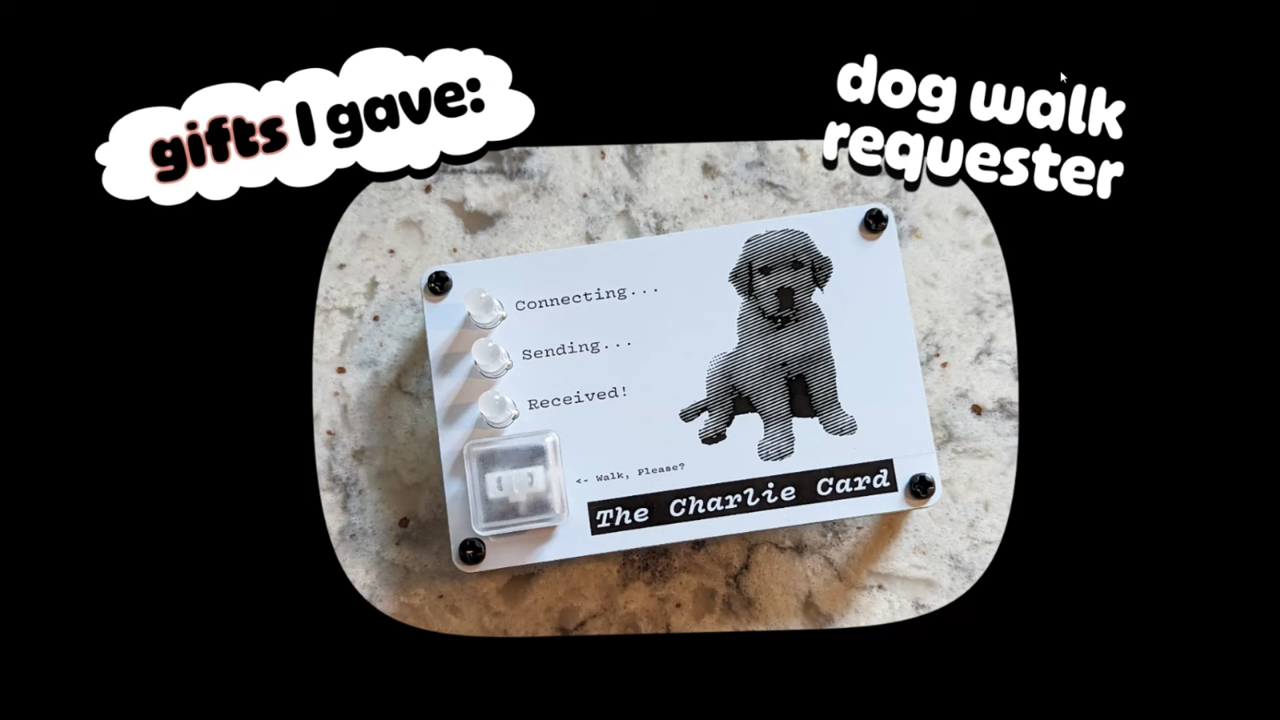 gifts I gave:
dog walk
requester
Connecting...
Sending...
Received!
<- Walk, Please?
The Charlie Card